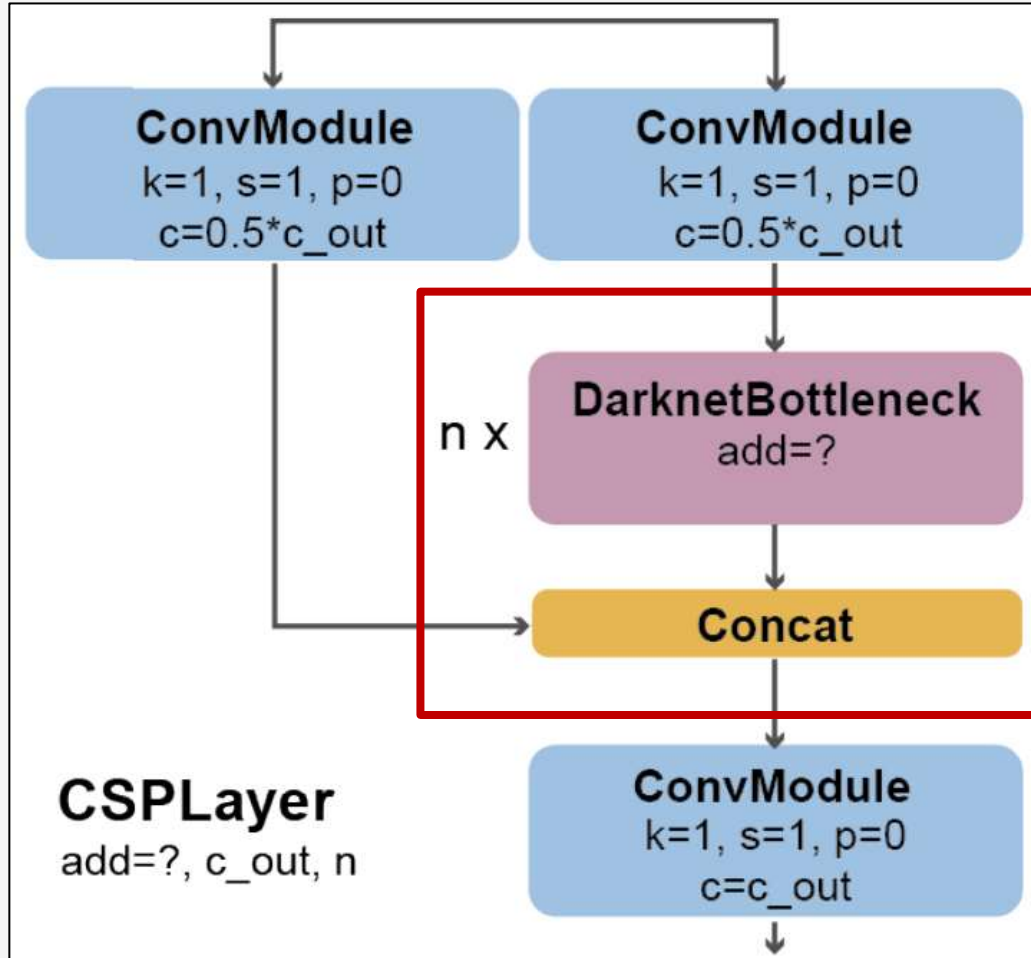 ConvModule
k=1, s=1, p=0
c=0.5*c_out
ConvModule
k=1, s=1, p=0
c=0.5*c_out
n x
DarknetBottleneck
add=?
Concat
CSPLayer
add=?, c_out, n
ConvModule
k=1, s=1, p=0
c=c_out